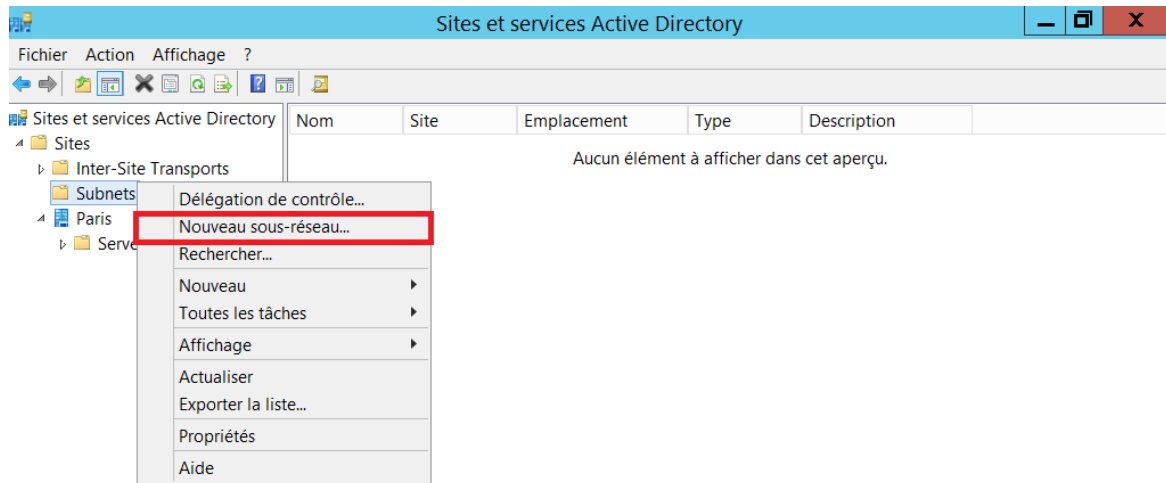 Sites et services Active Directory
Fichier Action Affichage ?
Sites et services Active Directory
Nom Site Emplacement Type Description
Sites
Aucun élément à afficher dans cet aperçu.
Inter-Site Transports
Subnets
Délégation de contrôle...
Paris
Nouveau sous-réseau...
Serve
Rechercher...
Nouveau
Toutes les tâches
Affichage
Actualiser
Exporter la liste...
Propriétés
Aide